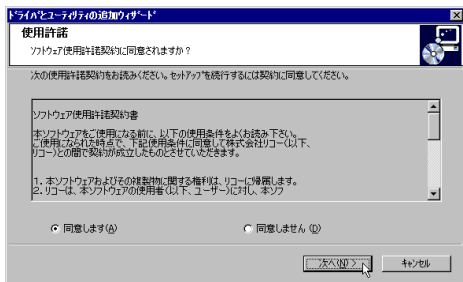 ﾄﾞﾗｲﾊﾞとﾕｰﾃｨﾘﾃｨの追加ｳｨｻﾞｰﾄﾞ
使用許諾
ｿﾌﾄｳｪｱ使用許諾契約に同意されますか?
次の使用許諾契約をお読みください。ｾｯﾄｱｯﾌﾟを続行するには契約に同意してください。
ソフトウェア使用許諾契約書
本ソフトウェアをご使用になる前に、以下の使用条件をよくお読み下さい。
ご使用になられた時点で、下記使用条件に同意して株式会社リコー(以下、
リコー)との間で契約が成立したものとさせていただきます。
1. 本ソフトウェアおよびその複製物に関する権利は、リコーに帰属します。
2. リコーは、本ソフトウェアの使用者(以下、ユーザー)に対し、本ソフ
同意します(A) 同意しません (D)
次へ(N) > ｷｬﾝｾﾙ